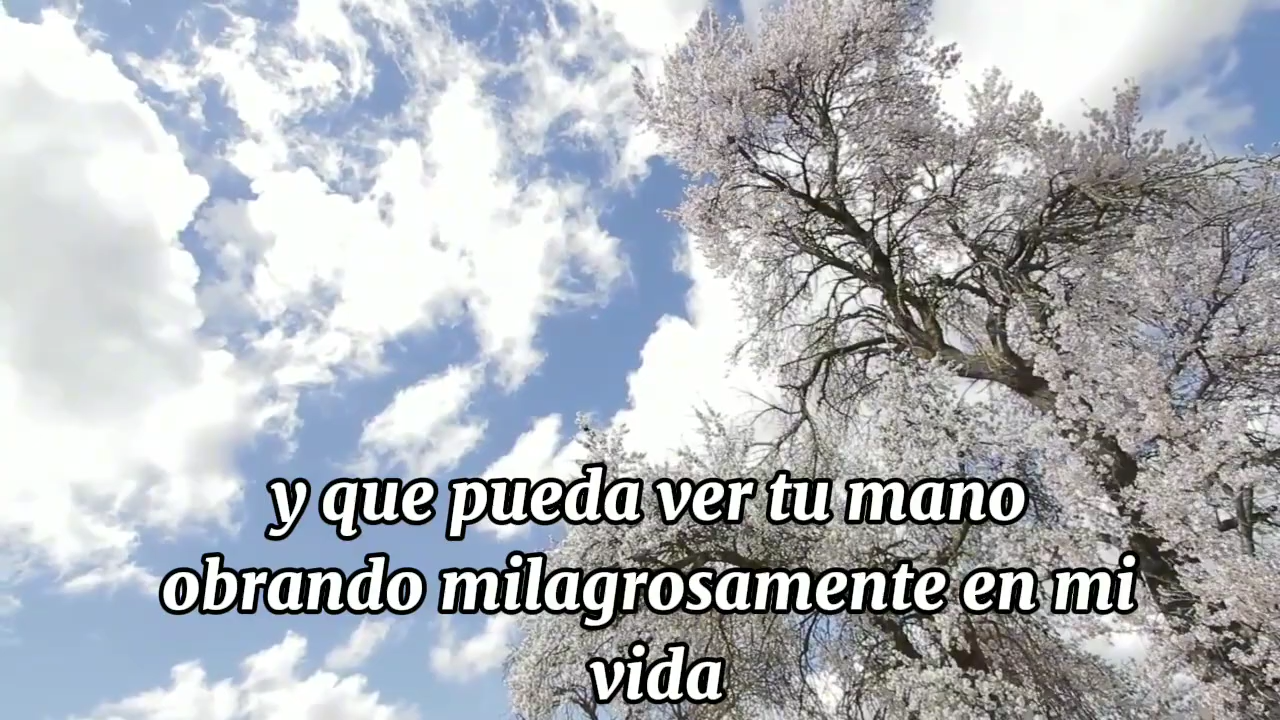 y que pueda ver tu mano
obrando milagrosamente en mi
vida